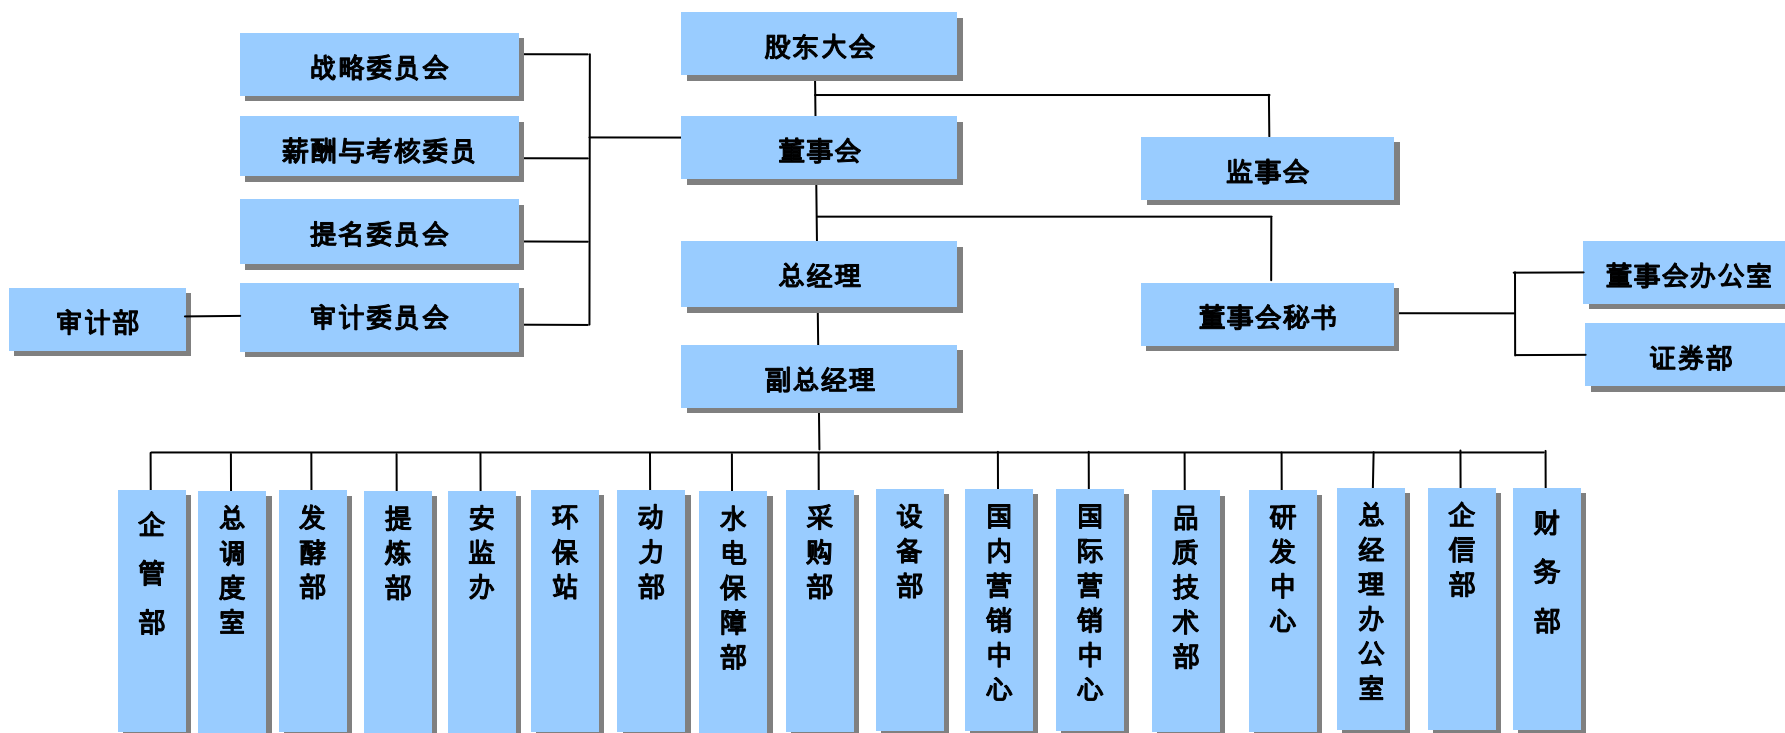 股东大会
战略委员会
薪酬与考核委员
董事会
监事会
提名委员会
总经理
董事会办公室
审计部
审计委员会
董事会秘书
证券部
副总经理
企管部
总调度室
发酵部
提炼部
安监办
环保站
动力部
水电保障部
采购部
设备部
国内营销中心
国际营销中心
品质技术部
研发中心
总经理办公室
企信部
财务部